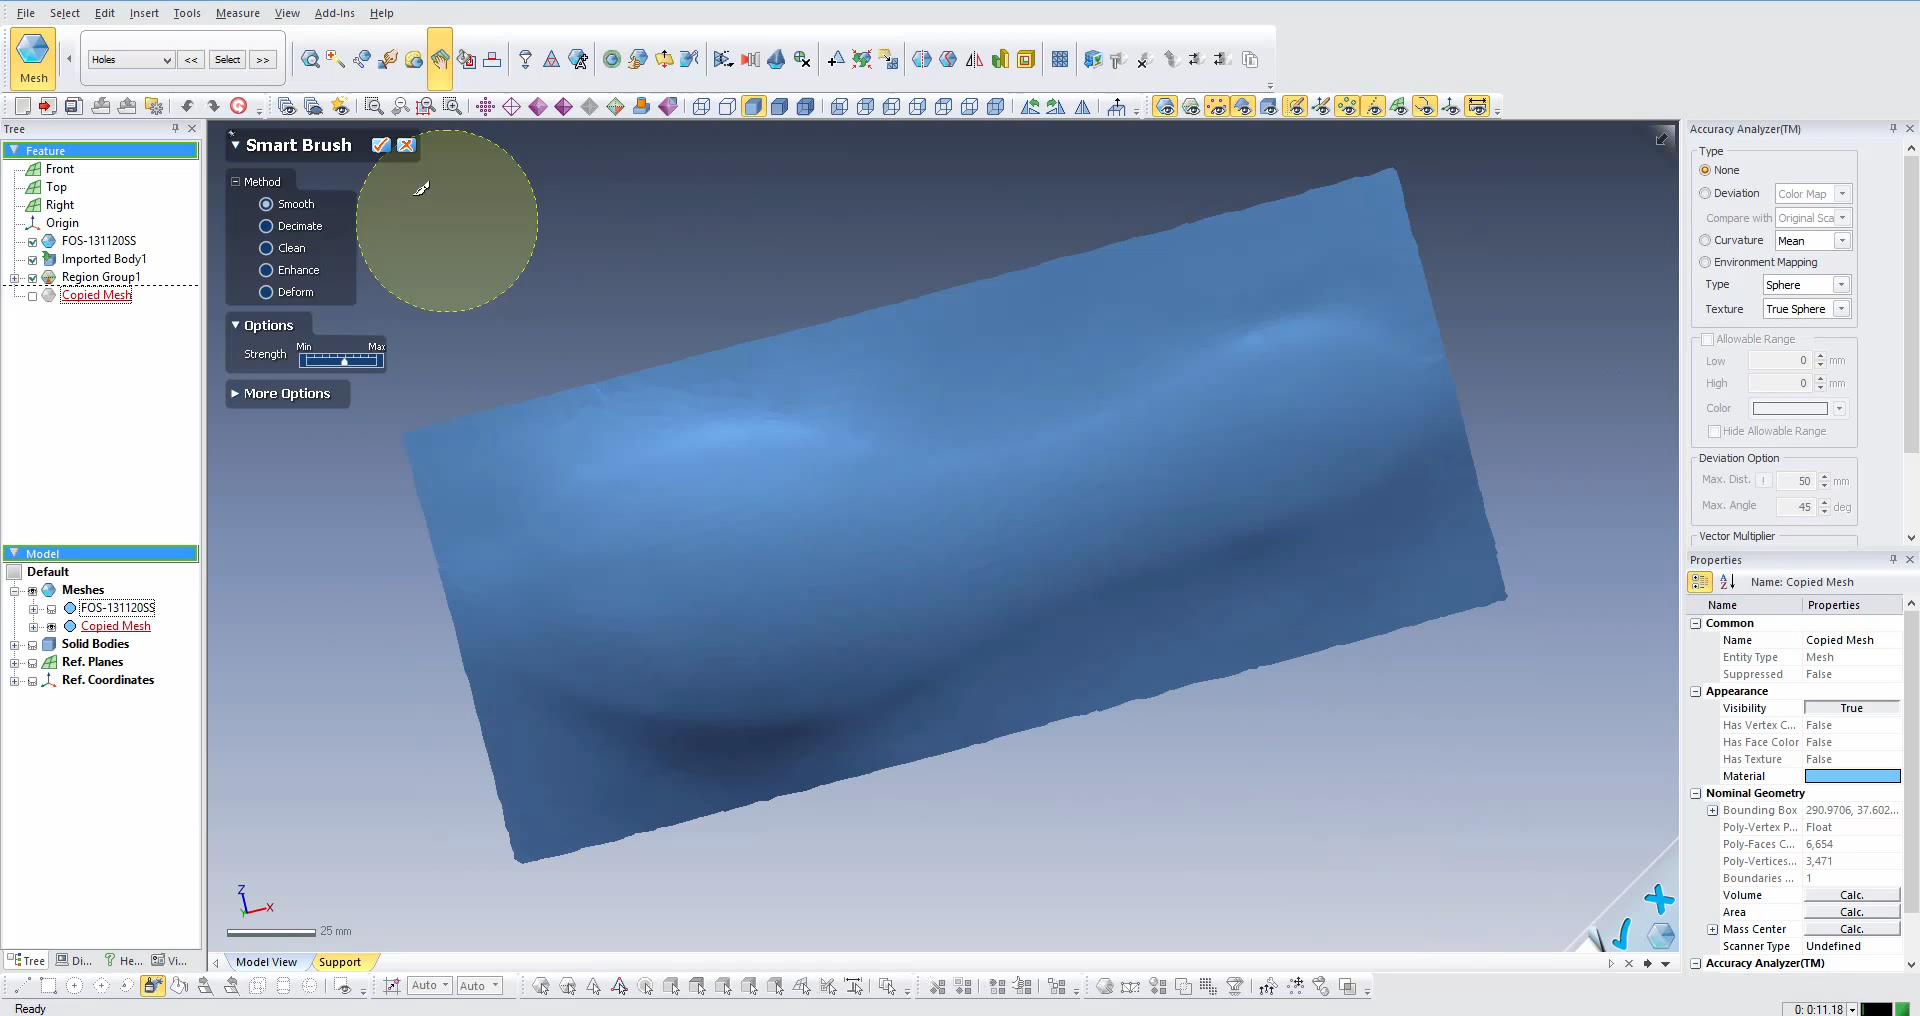 File Select Edit Insert Tools Measure View Add-Ins Help
Mesh
Holes << Select >>
Tree
Feature
Front
Top
Right
Origin
FOS-131120SS
Imported Body1
Region Group1
Copied Mesh
Model
Default
Meshes
FOS-131120SS
Copied Mesh
Solid Bodies
Ref. Planes
Ref. Coordinates
Tree Di... He... Vi...
Smart Brush
Method
Smooth
Decimate
Clean
Enhance
Deform
Options
Min Max
Strength
More Options
Z
X
25 mm
Model View Support
Accuracy Analyzer(TM)
Type
None
Deviation Color Map
Compare with Original Sca
Curvature Mean
Environment Mapping
Type Sphere
Texture True Sphere
Allowable Range
Low 0 mm
High 0 mm
Color
Hide Allowable Range
Deviation Option
Max. Dist. ! 50 mm
Max. Angle 45 deg
Vector Multiplier
Properties
Name: Copied Mesh
Name Properties
Common
Name Copied Mesh
Entity Type Mesh
Suppressed False
Appearance
Visibility True
Has Vertex C... False
Has Face Color False
Has Texture False
Material
Nominal Geometry
Bounding Box 290.9706, 37.602...
Poly-Vertex P... Float
Poly-Faces C... 6,654
Poly-Vertices... 3,471
Boundaries ... 1
Volume Calc.
Area Calc.
Mass Center Calc.
Scanner Type Undefined
Accuracy Analyzer(TM)
Auto Auto
Ready
0: 0:11.18